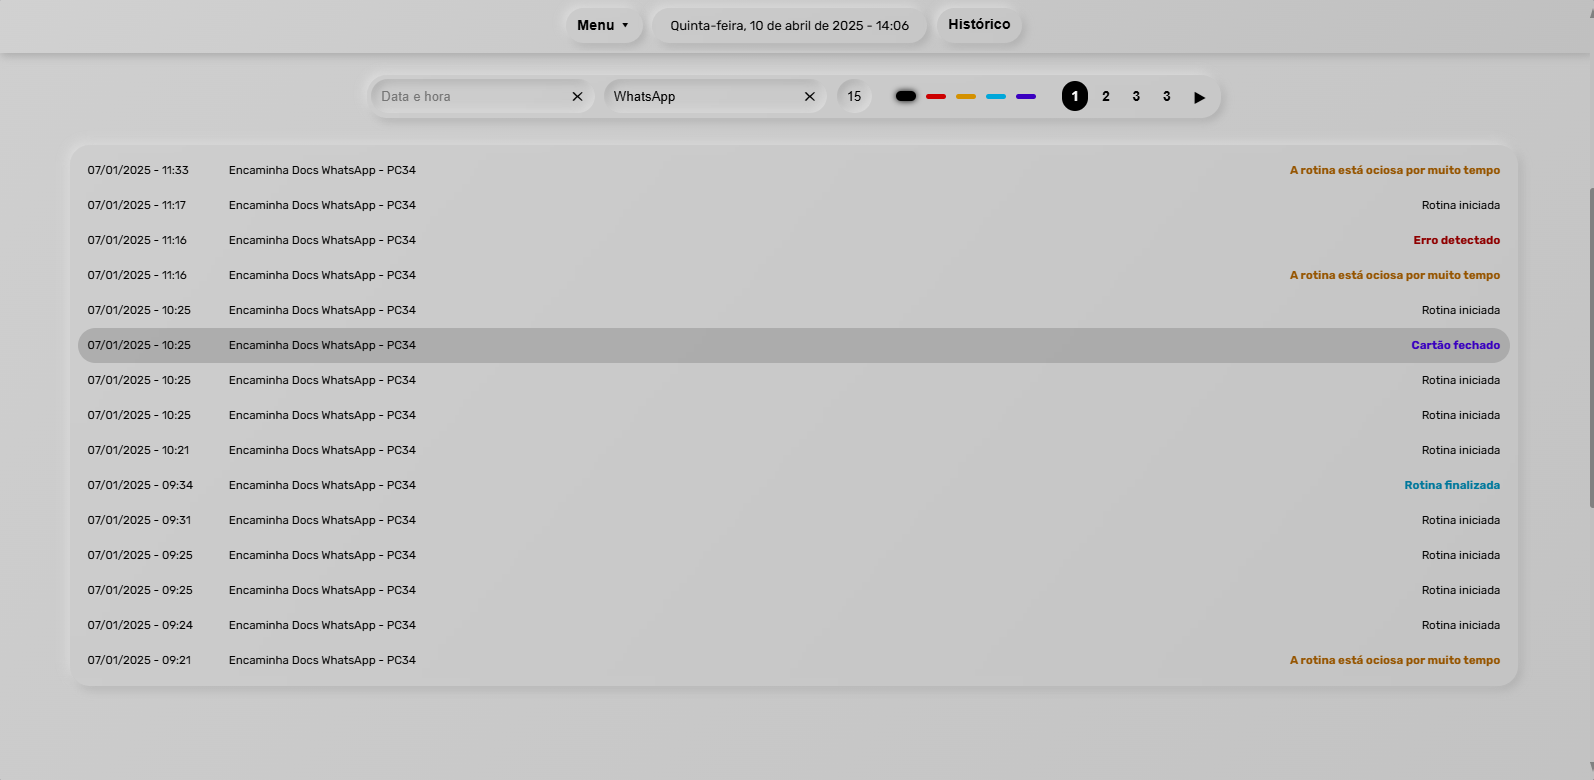 Menu ▼ Quinta-feira, 10 de abril de 2025 - 14:06 Histórico
Data e hora ✕ WhatsApp ✕ 15 1 2 3 3 ▶
07/01/2025 - 11:33 Encaminha Docs WhatsApp - PC34 A rotina está ociosa por muito tempo
07/01/2025 - 11:17 Encaminha Docs WhatsApp - PC34 Rotina iniciada
07/01/2025 - 11:16 Encaminha Docs WhatsApp - PC34 Erro detectado
07/01/2025 - 11:16 Encaminha Docs WhatsApp - PC34 A rotina está ociosa por muito tempo
07/01/2025 - 10:25 Encaminha Docs WhatsApp - PC34 Rotina iniciada
07/01/2025 - 10:25 Encaminha Docs WhatsApp - PC34 Cartão fechado
07/01/2025 - 10:25 Encaminha Docs WhatsApp - PC34 Rotina iniciada
07/01/2025 - 10:25 Encaminha Docs WhatsApp - PC34 Rotina iniciada
07/01/2025 - 10:21 Encaminha Docs WhatsApp - PC34 Rotina iniciada
07/01/2025 - 09:34 Encaminha Docs WhatsApp - PC34 Rotina finalizada
07/01/2025 - 09:31 Encaminha Docs WhatsApp - PC34 Rotina iniciada
07/01/2025 - 09:25 Encaminha Docs WhatsApp - PC34 Rotina iniciada
07/01/2025 - 09:25 Encaminha Docs WhatsApp - PC34 Rotina iniciada
07/01/2025 - 09:24 Encaminha Docs WhatsApp - PC34 Rotina iniciada
07/01/2025 - 09:21 Encaminha Docs WhatsApp - PC34 A rotina está ociosa por muito tempo